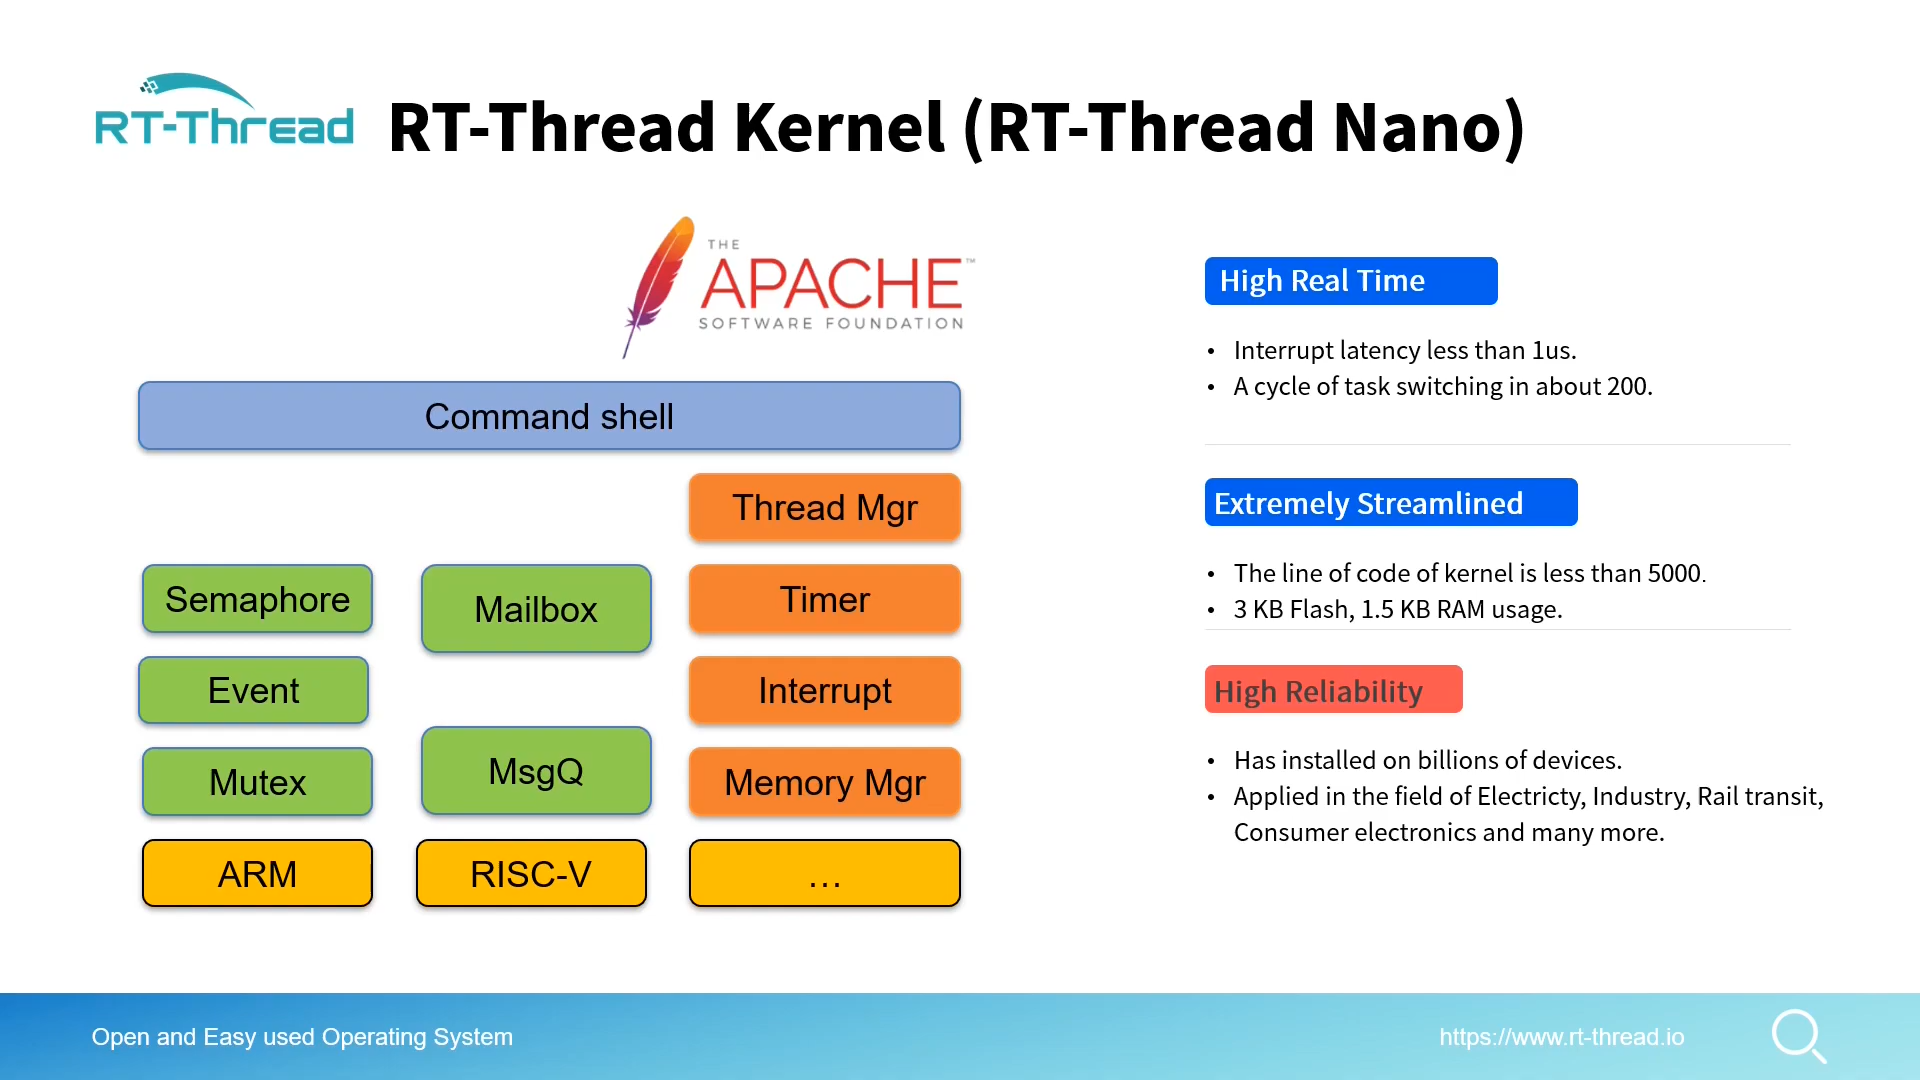 RT-Thread
RT-Thread Kernel (RT-Thread Nano)
THE
APACHE™
SOFTWARE FOUNDATION
Command shell
Thread Mgr
Semaphore
Mailbox
Timer
Event
Interrupt
Mutex
MsgQ
Memory Mgr
ARM
RISC-V
...
High Real Time
• Interrupt latency less than 1us.
• A cycle of task switching in about 200.
Extremely Streamlined
• The line of code of kernel is less than 5000.
• 3 KB Flash, 1.5 KB RAM usage.
High Reliability
• Has installed on billions of devices.
• Applied in the field of Electricty, Industry, Rail transit,
Consumer electronics and many more.
Open and Easy used Operating System
https://www.rt-thread.io